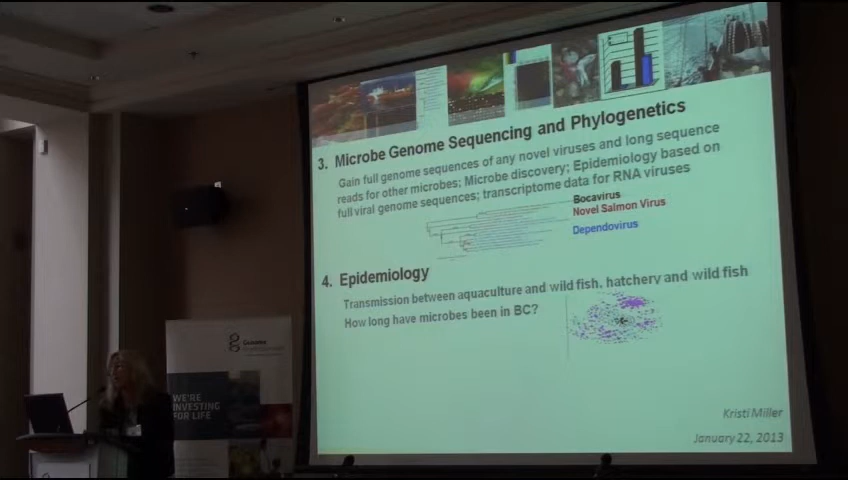 3. Microbe Genome Sequencing and Phylogenetics
Gain full genome sequences of any novel viruses and long sequence
reads for other microbes; Microbe discovery; Epidemiology based on
full viral genome sequences; transcriptome data for RNA viruses
Bocavirus
Novel Salmon Virus
Dependovirus
4. Epidemiology
Transmission between aquaculture and wild fish, hatchery and wild fish
How long have microbes been in BC?
Kristi Miller
January 22, 2013
Genome
WE'RE
INVESTING
FOR LIFE